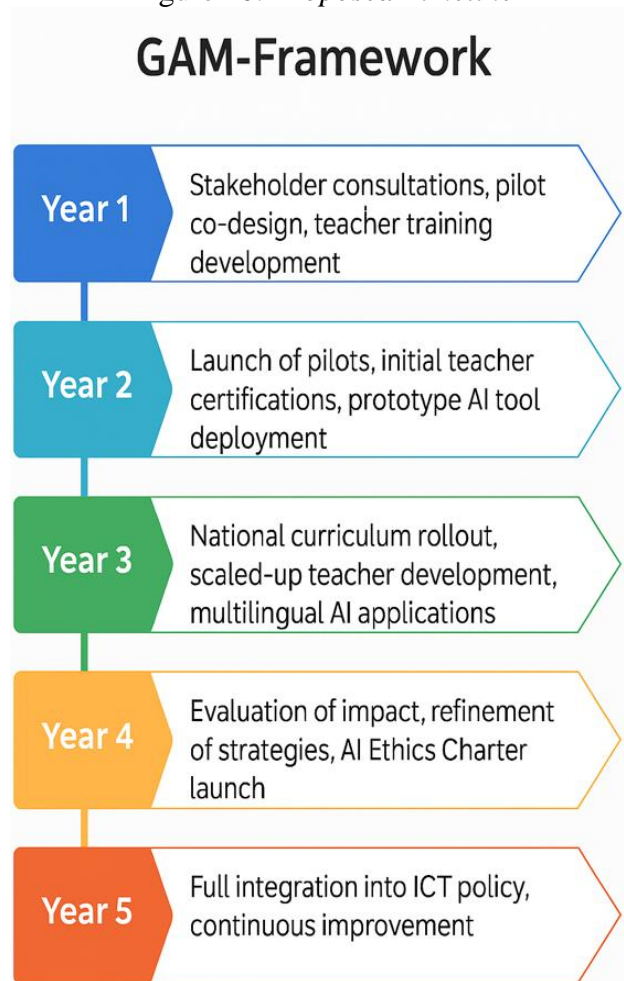 GAM-Framework
Year 1
Stakeholder consultations, pilot
co-design, teacher training
development
Year 2
Launch of pilots, initial teacher
certifications, prototype AI tool
deployment
Year 3
National curriculum rollout,
scaled-up teacher development,
multilingual AI applications
Year 4
Evaluation of impact, refinement
of strategies, AI Ethics Charter
launch
Year 5
Full integration into ICT policy,
continuous improvement